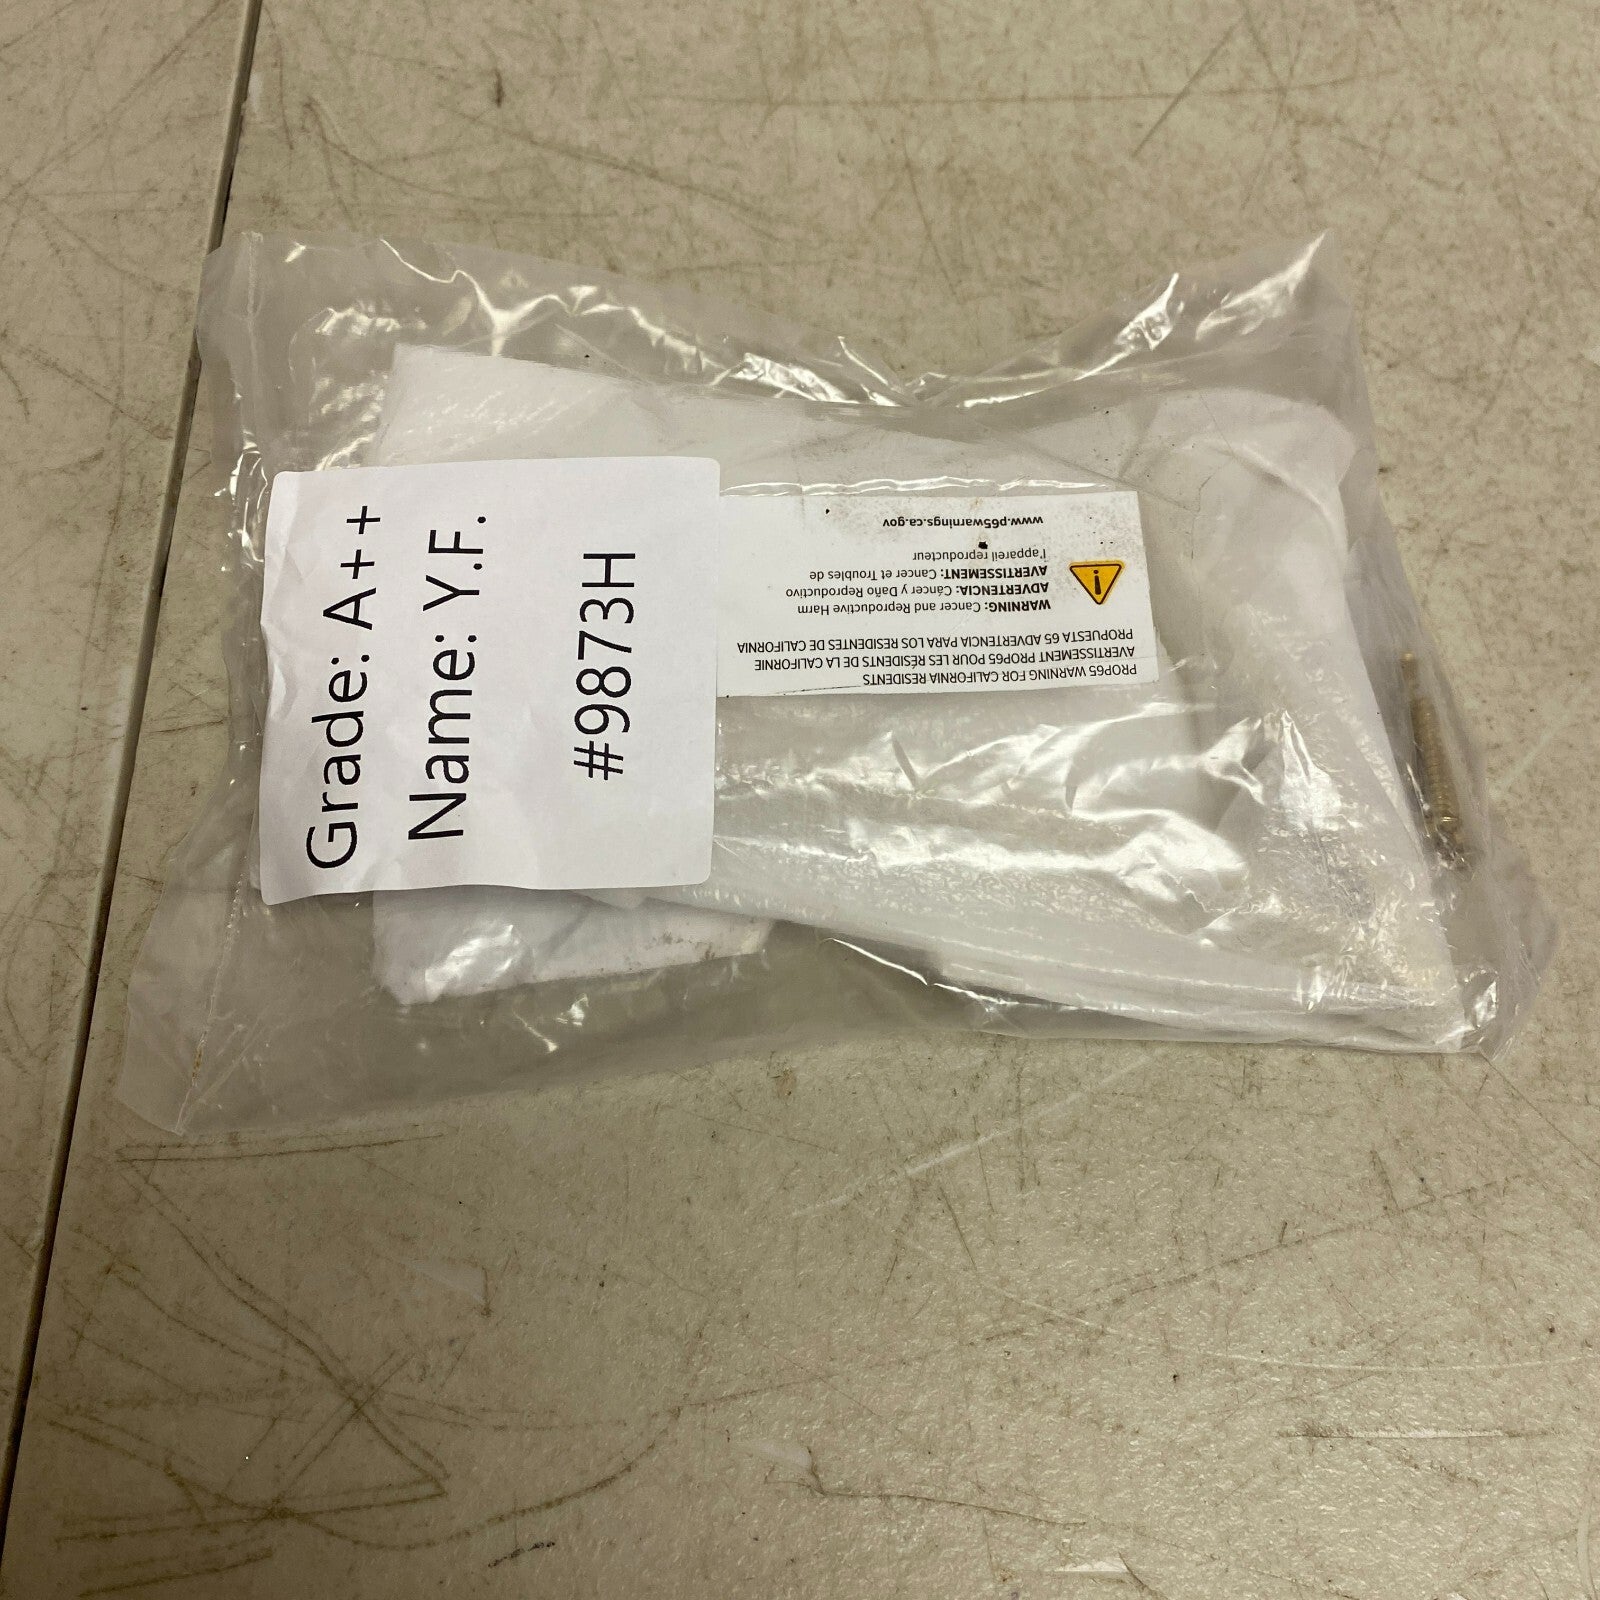 Grade: A++
Name: Y.F.
#9873H
PROP65 WARNING FOR CALIFORNIA RESIDENTS
AVERTISSEMENT PROP65 POUR LES RÉSIDENTS DE LA CALIFORNIE
PROPUESTA 65 ADVERTENCIA PARA LOS RESIDENTES DE CALIFORNIA
WARNING: Cancer and Reproductive Harm
ADVERTENCIA: Cáncer y Daño Reproductivo
AVERTISSEMENT: Cancer et Troubles de
l'appareil reproducteur
www.p65warnings.ca.gov